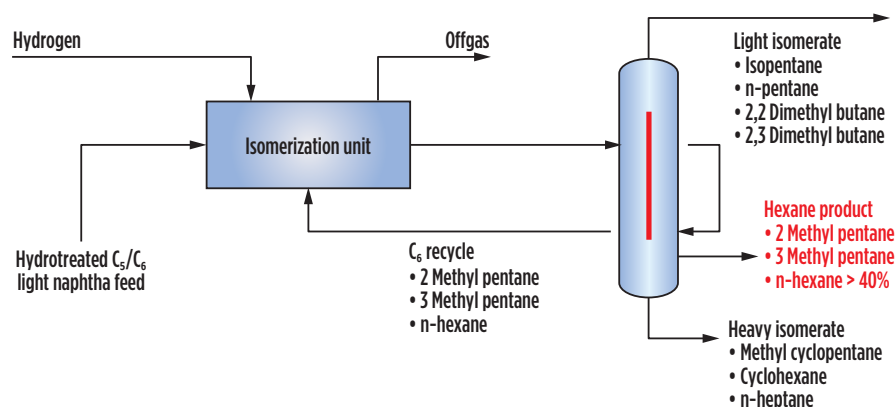 Hydrogen
Offgas
Light isomerate
• Isopentane
• n-pentane
• 2,2 Dimethyl butane
• 2,3 Dimethyl butane
Isomerization unit
Hydrotreated C₅/C₆
light naphtha feed
C₆ recycle
• 2 Methyl pentane
• 3 Methyl pentane
• n-hexane
Hexane product
• 2 Methyl pentane
• 3 Methyl pentane
• n-hexane > 40%
Heavy isomerate
• Methyl cyclopentane
• Cyclohexane
• n-heptane